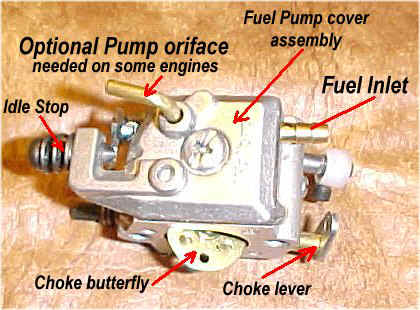 Fuel Pump cover
assembly
Optional Pump oriface
needed on some engines
Fuel Inlet
Idle Stop
Choke butterfly
Choke lever